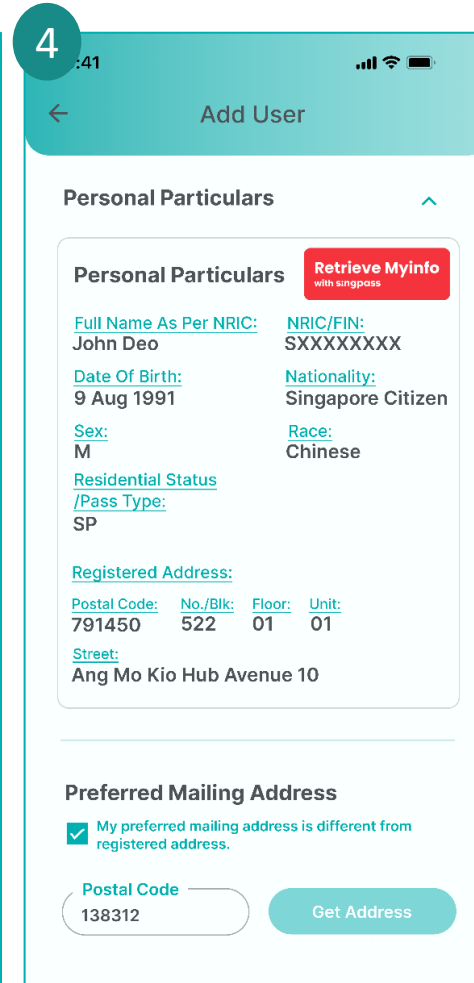 4
:41
Add User
Personal Particulars
Personal Particulars
Retrieve Myinfo
with singpass
Full Name As Per NRIC: NRIC/FIN:
John Deo SXXXXXXXX
Date Of Birth: Nationality:
9 Aug 1991 Singapore Citizen
Sex: Race:
M Chinese
Residential Status
/Pass Type:
SP
Registered Address:
Postal Code: No./Blk: Floor: Unit:
791450 522 01 01
Street:
Ang Mo Kio Hub Avenue 10
Preferred Mailing Address
My preferred mailing address is different from
registered address.
Postal Code
138312
Get Address